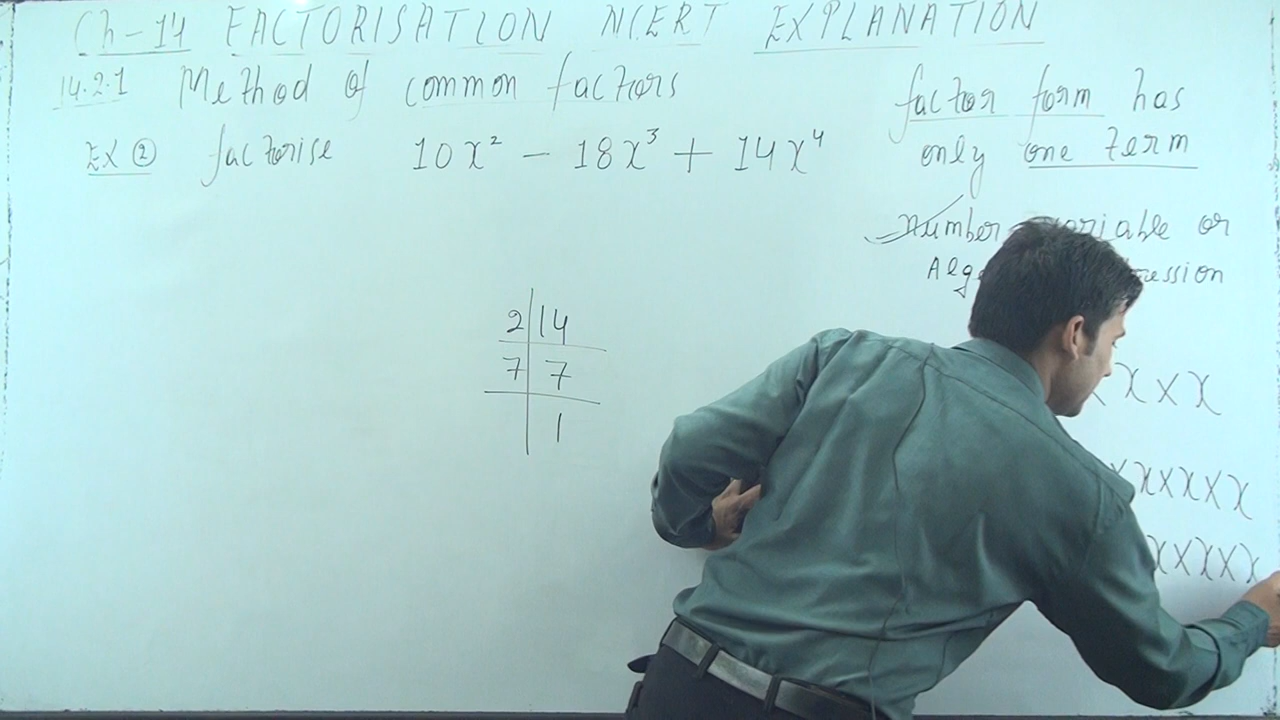 Ch-14 FACTORISATION NCERT EXPLANATION
14.2.1 Method of common factors
Ex ② factorise 10x² - 18x³ + 14x⁴
factor form has
only one term
Number variable or
2 | 14
7 | 7
1
x x x
x x x x x
x x x x x